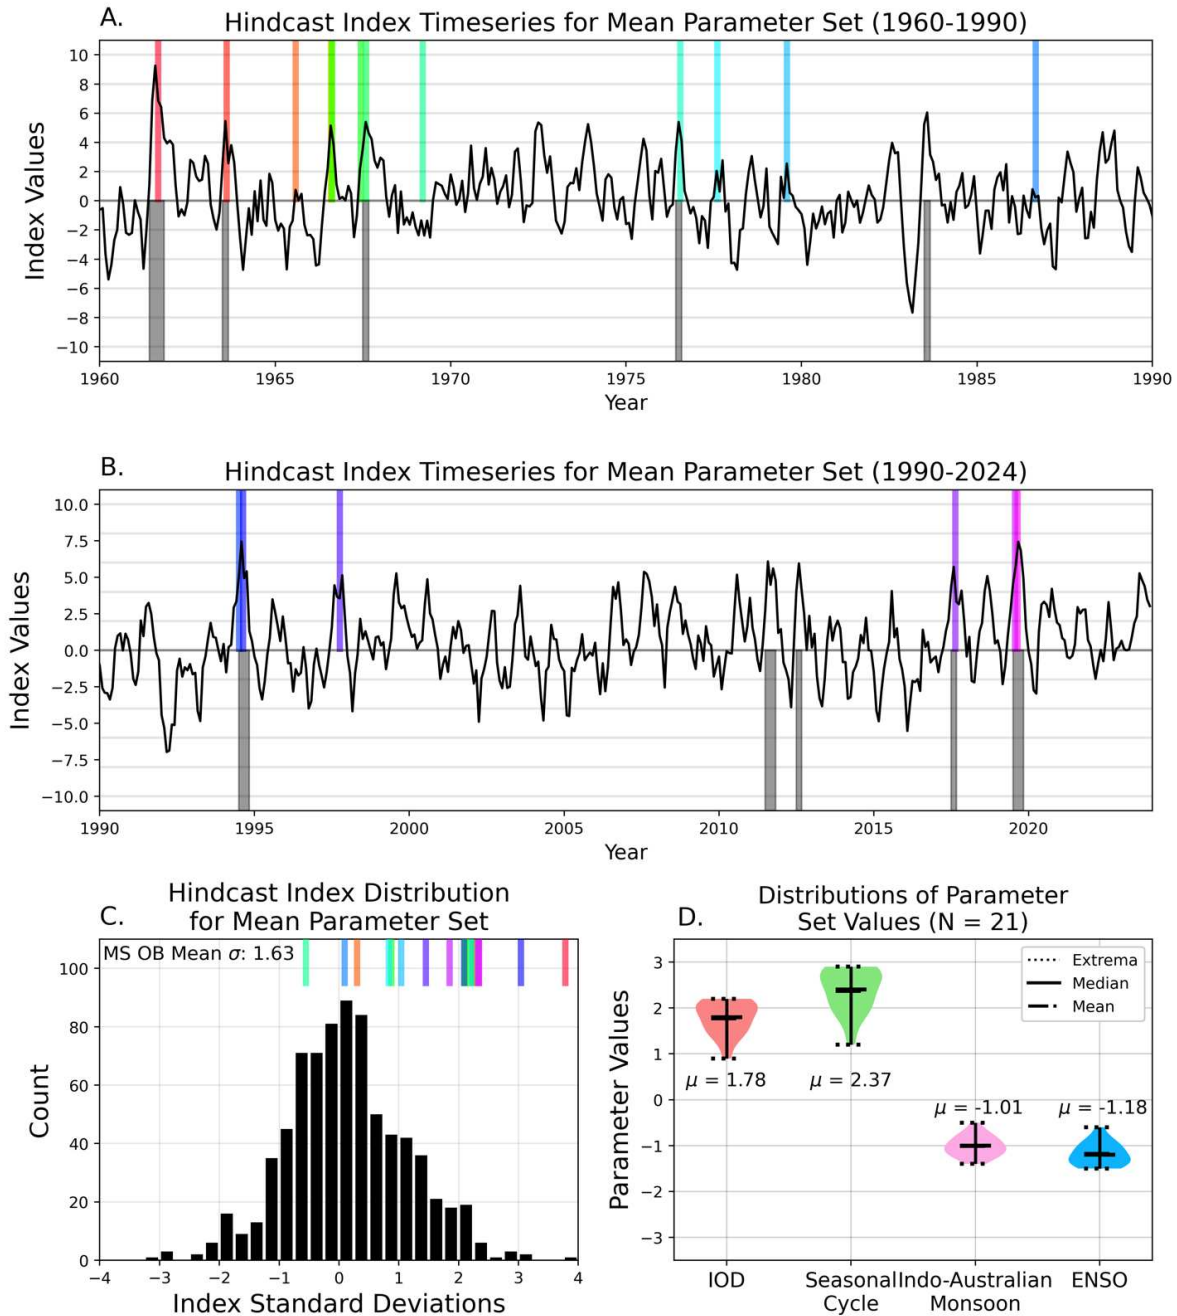 A.
Hindcast Index Timeseries for Mean Parameter Set (1960-1990)
Index Values
10
8
6
4
2
0
−2
−4
−6
−8
−10
1960 1965 1970 1975 1980 1985 1990
Year
B.
Hindcast Index Timeseries for Mean Parameter Set (1990-2024)
Index Values
10.0
7.5
5.0
2.5
0.0
−2.5
−5.0
−7.5
−10.0
1990 1995 2000 2005 2010 2015 2020
Year
C.
Hindcast Index Distribution
for Mean Parameter Set
MS OB Mean σ: 1.63
Count
100
80
60
40
20
0
−4 −3 −2 −1 0 1 2 3 4
Index Standard Deviations
D.
Distributions of Parameter
Set Values (N = 21)
Parameter Values
3
2
1
0
−1
−2
−3
Extrema
Median
Mean
μ = 1.78
μ = 2.37
μ = -1.01
μ = -1.18
IOD
Seasonal
Cycle
Indo-Australian
Monsoon
ENSO